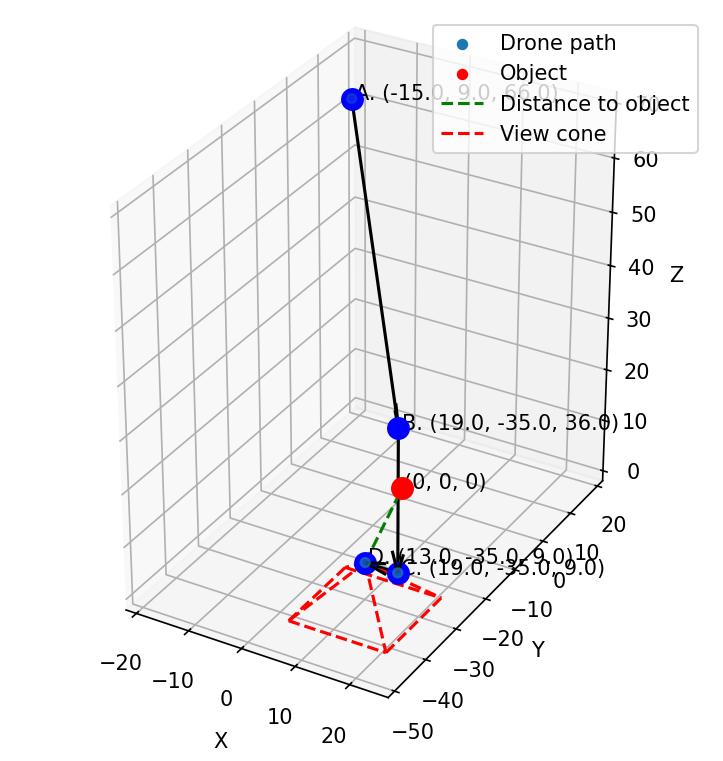 Drone path
Object
Distance to object
View cone
A. (-15.0, 9.0, 66.0)
60
50
Z
40
30
20
B. (19.0, -35.0, 36.0)
10
0
(0, 0, 0)
20
D. (13.0, -35.0, 9.0)
10
C. (19.0, -35.0, 9.0)
0
−10
−20
Y
−30
−40
−50
−20
−10
0
10
20
X